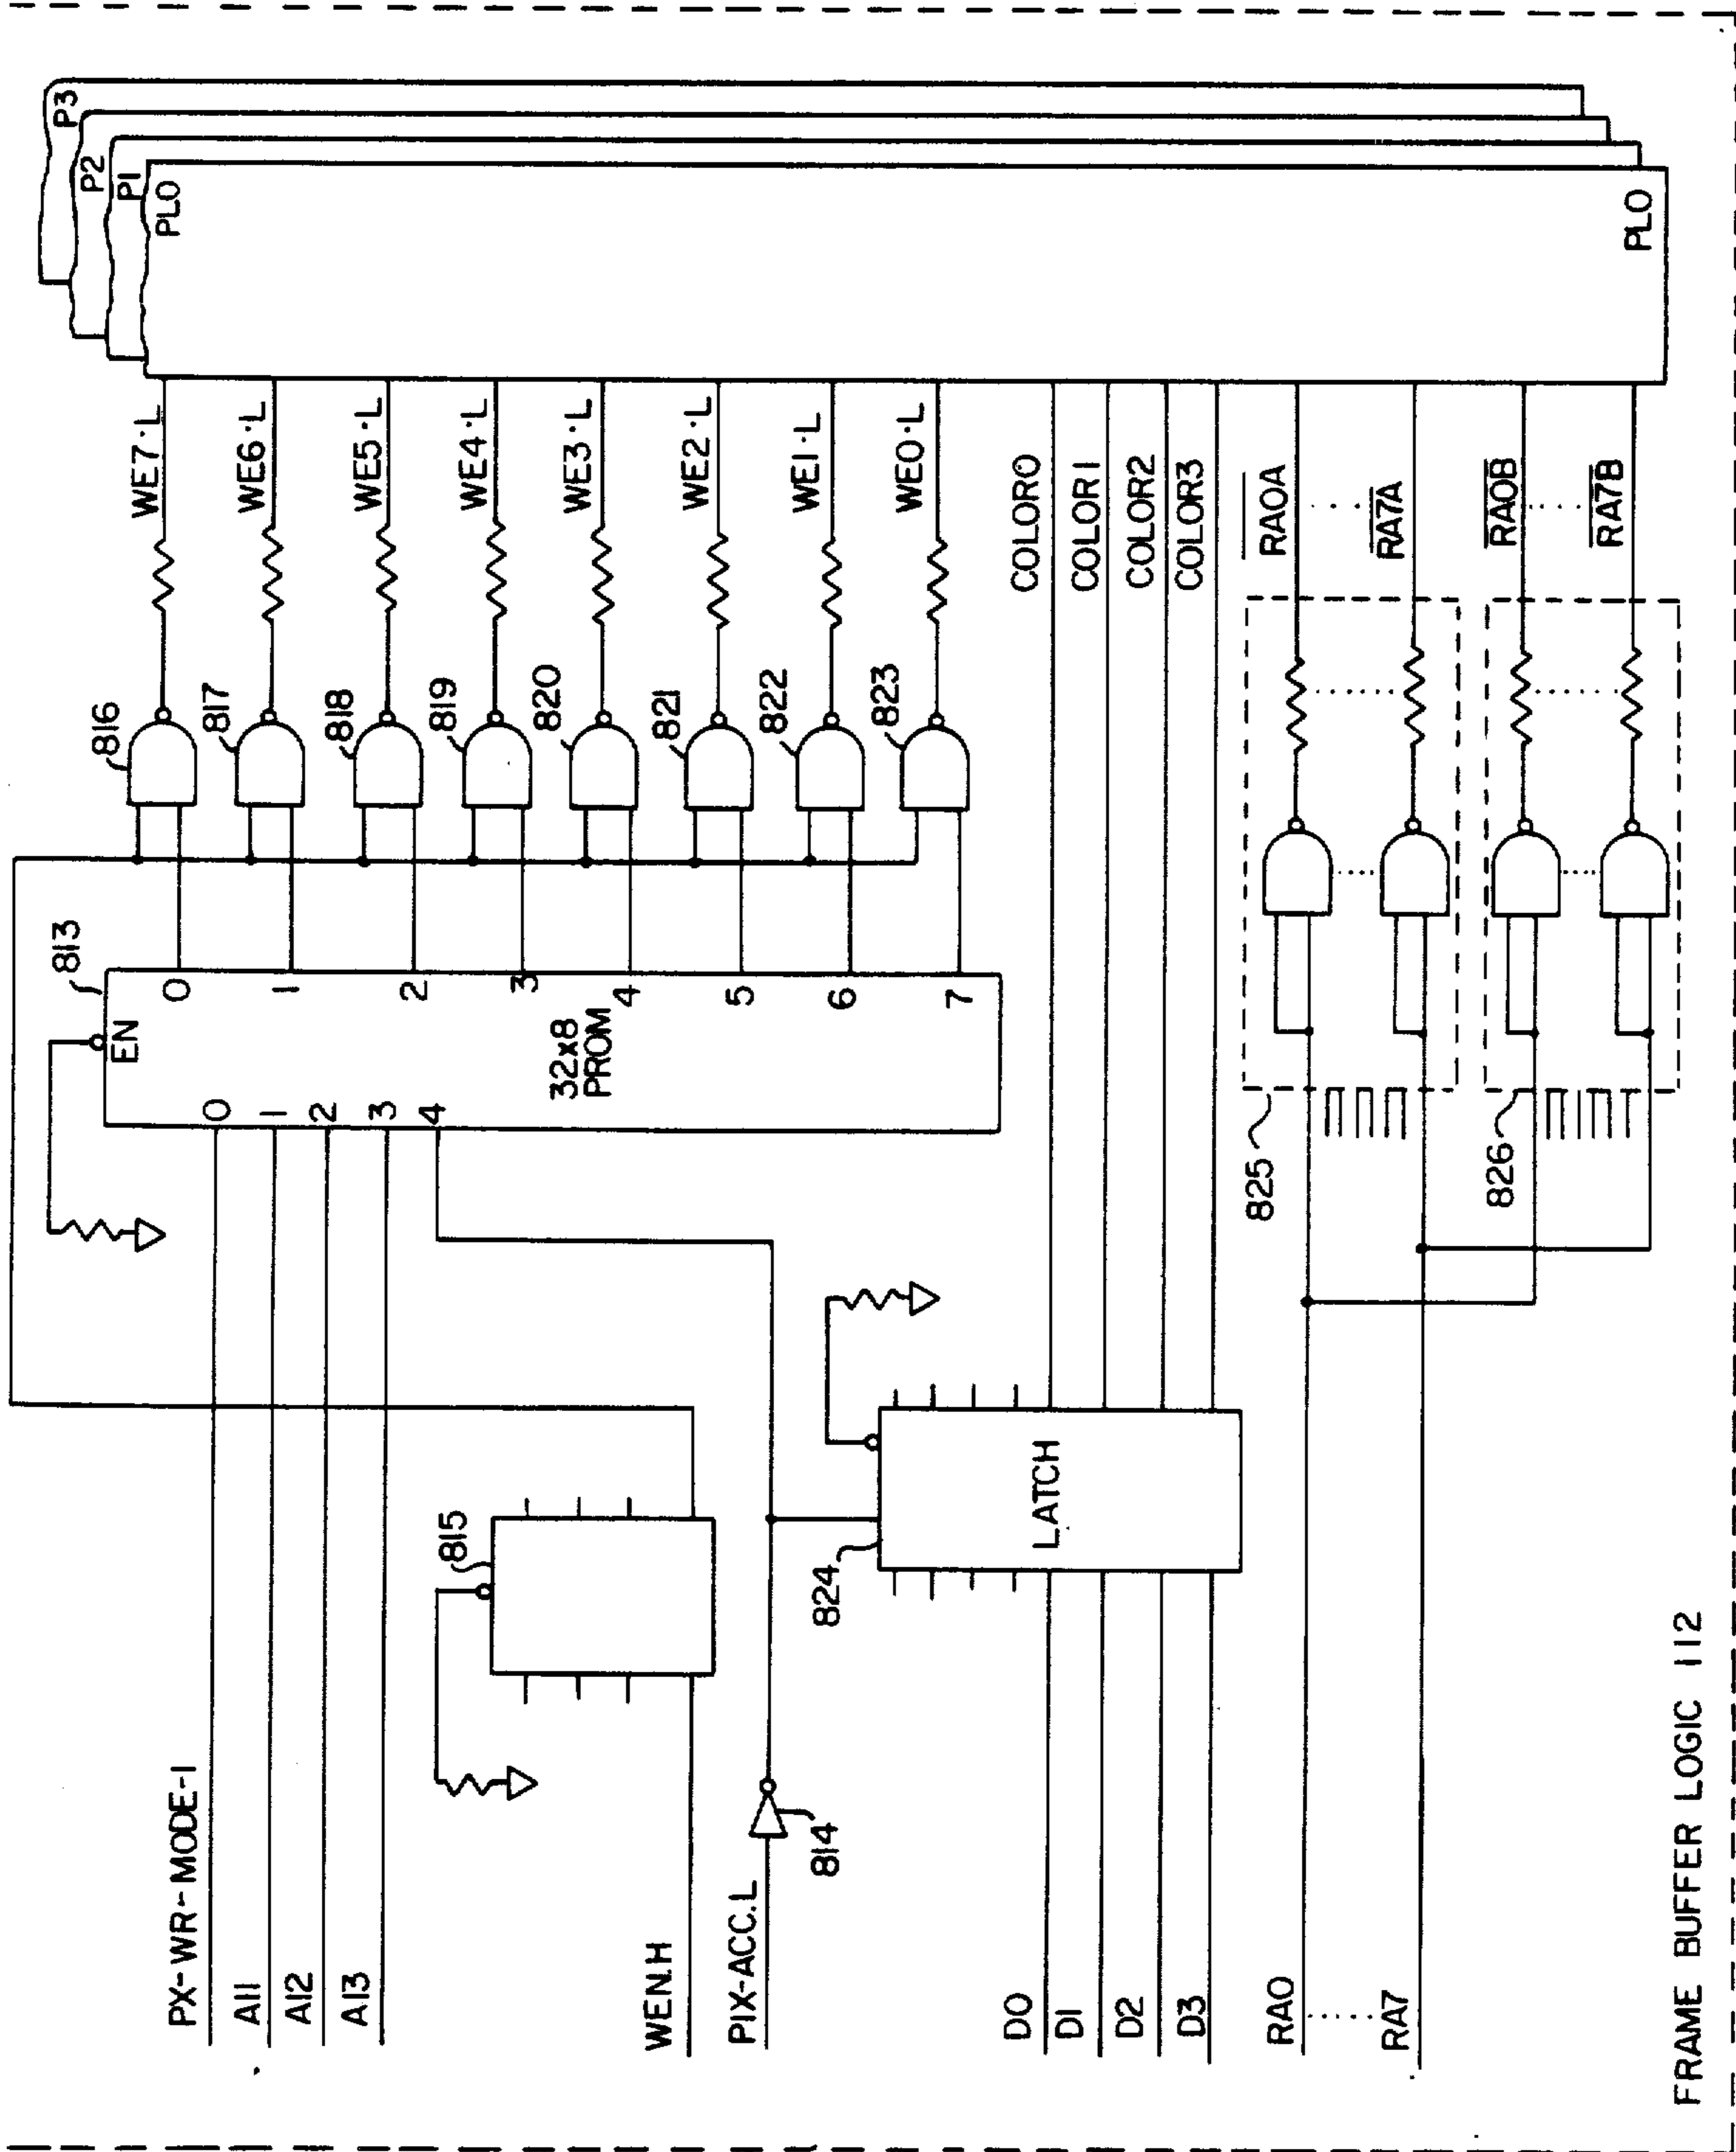 PX-WR-MODE-1
A11
A12
A13
WEN.H
PIX-ACC.L
D0
D1
D2
D3
RA0
RA7
814
815
824
LATCH
813
EN
0
1
2
3
4
32x8
PROM
0
1
2
3
4
5
6
7
816
817
818
819
820
821
822
823
825
826
WE7·L
WE6·L
WE5·L
WE4·L
WE3·L
WE2·L
WE1·L
WE0·L
COLOR0
COLOR1
COLOR2
COLOR3
RA0A
RA7A
RA0B
RA7B
P3
P2
P1
PL0
PL0
FRAME BUFFER LOGIC 112